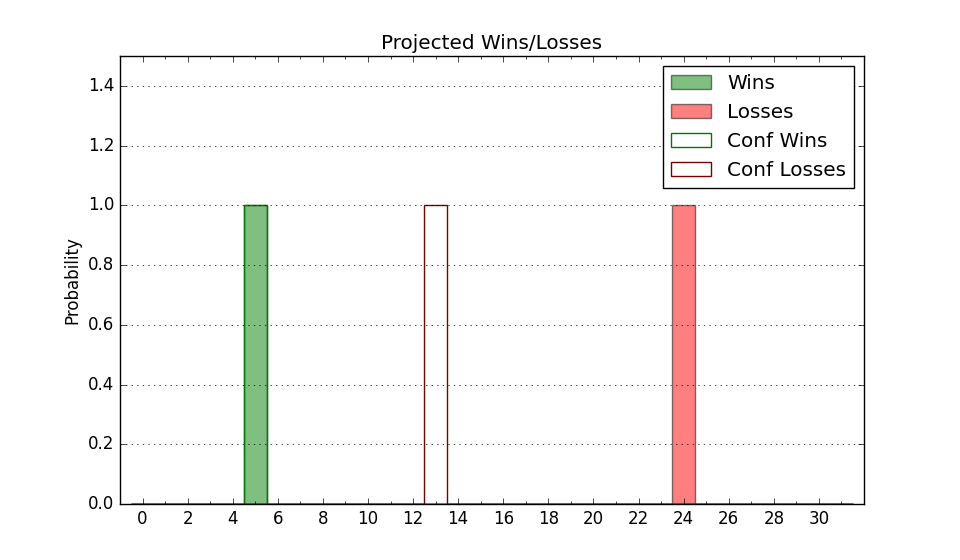 Projected Wins/Losses
Wins
Losses
Conf Wins
Conf Losses
Probability
1.4
1.2
1.0
0.8
0.6
0.4
0.2
0.0
0 2 4 6 8 10 12 14 16 18 20 22 24 26 28 30